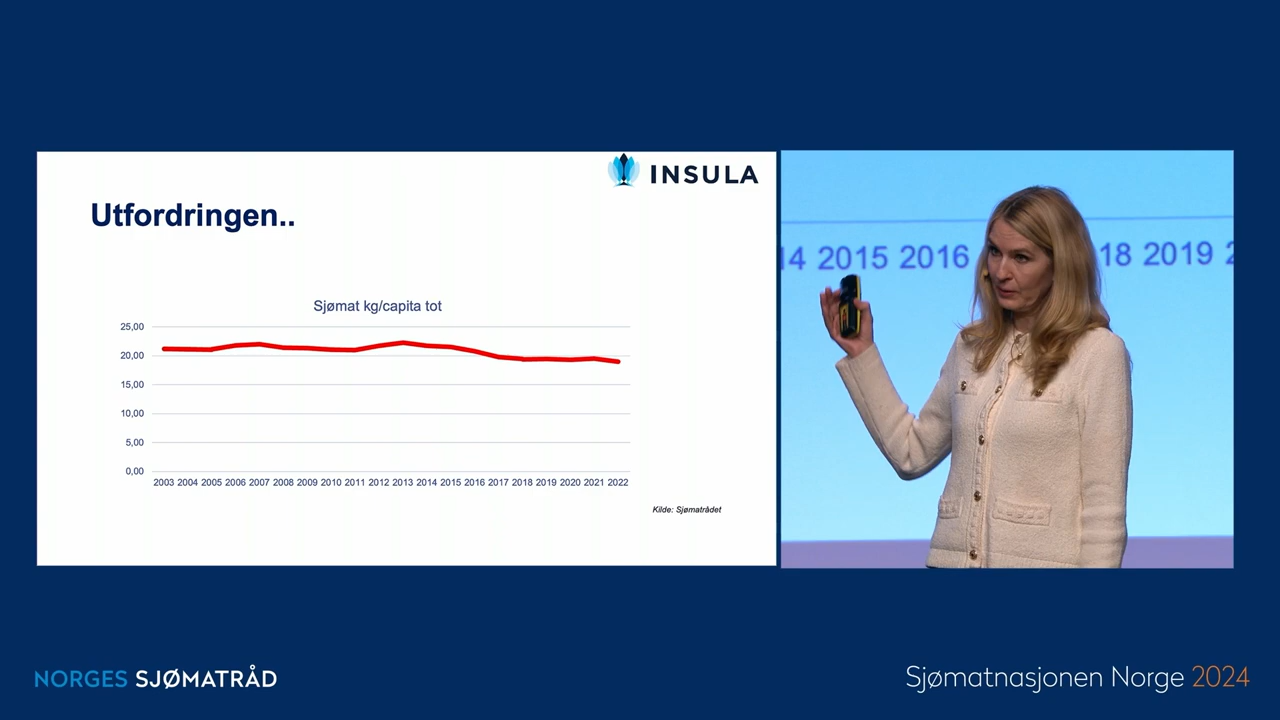 INSULA
Utfordringen..
Sjømat kg/capita tot
25,00
20,00
15,00
10,00
5,00
0,00
2003 2004 2005 2006 2007 2008 2009 2010 2011 2012 2013 2014 2015 2016 2017 2018 2019 2020 2021 2022
Kilde: Sjømatrådet
14 2015 2016 18 2019 2
NORGES SJØMATRÅD
Sjømatnasjonen Norge 2024